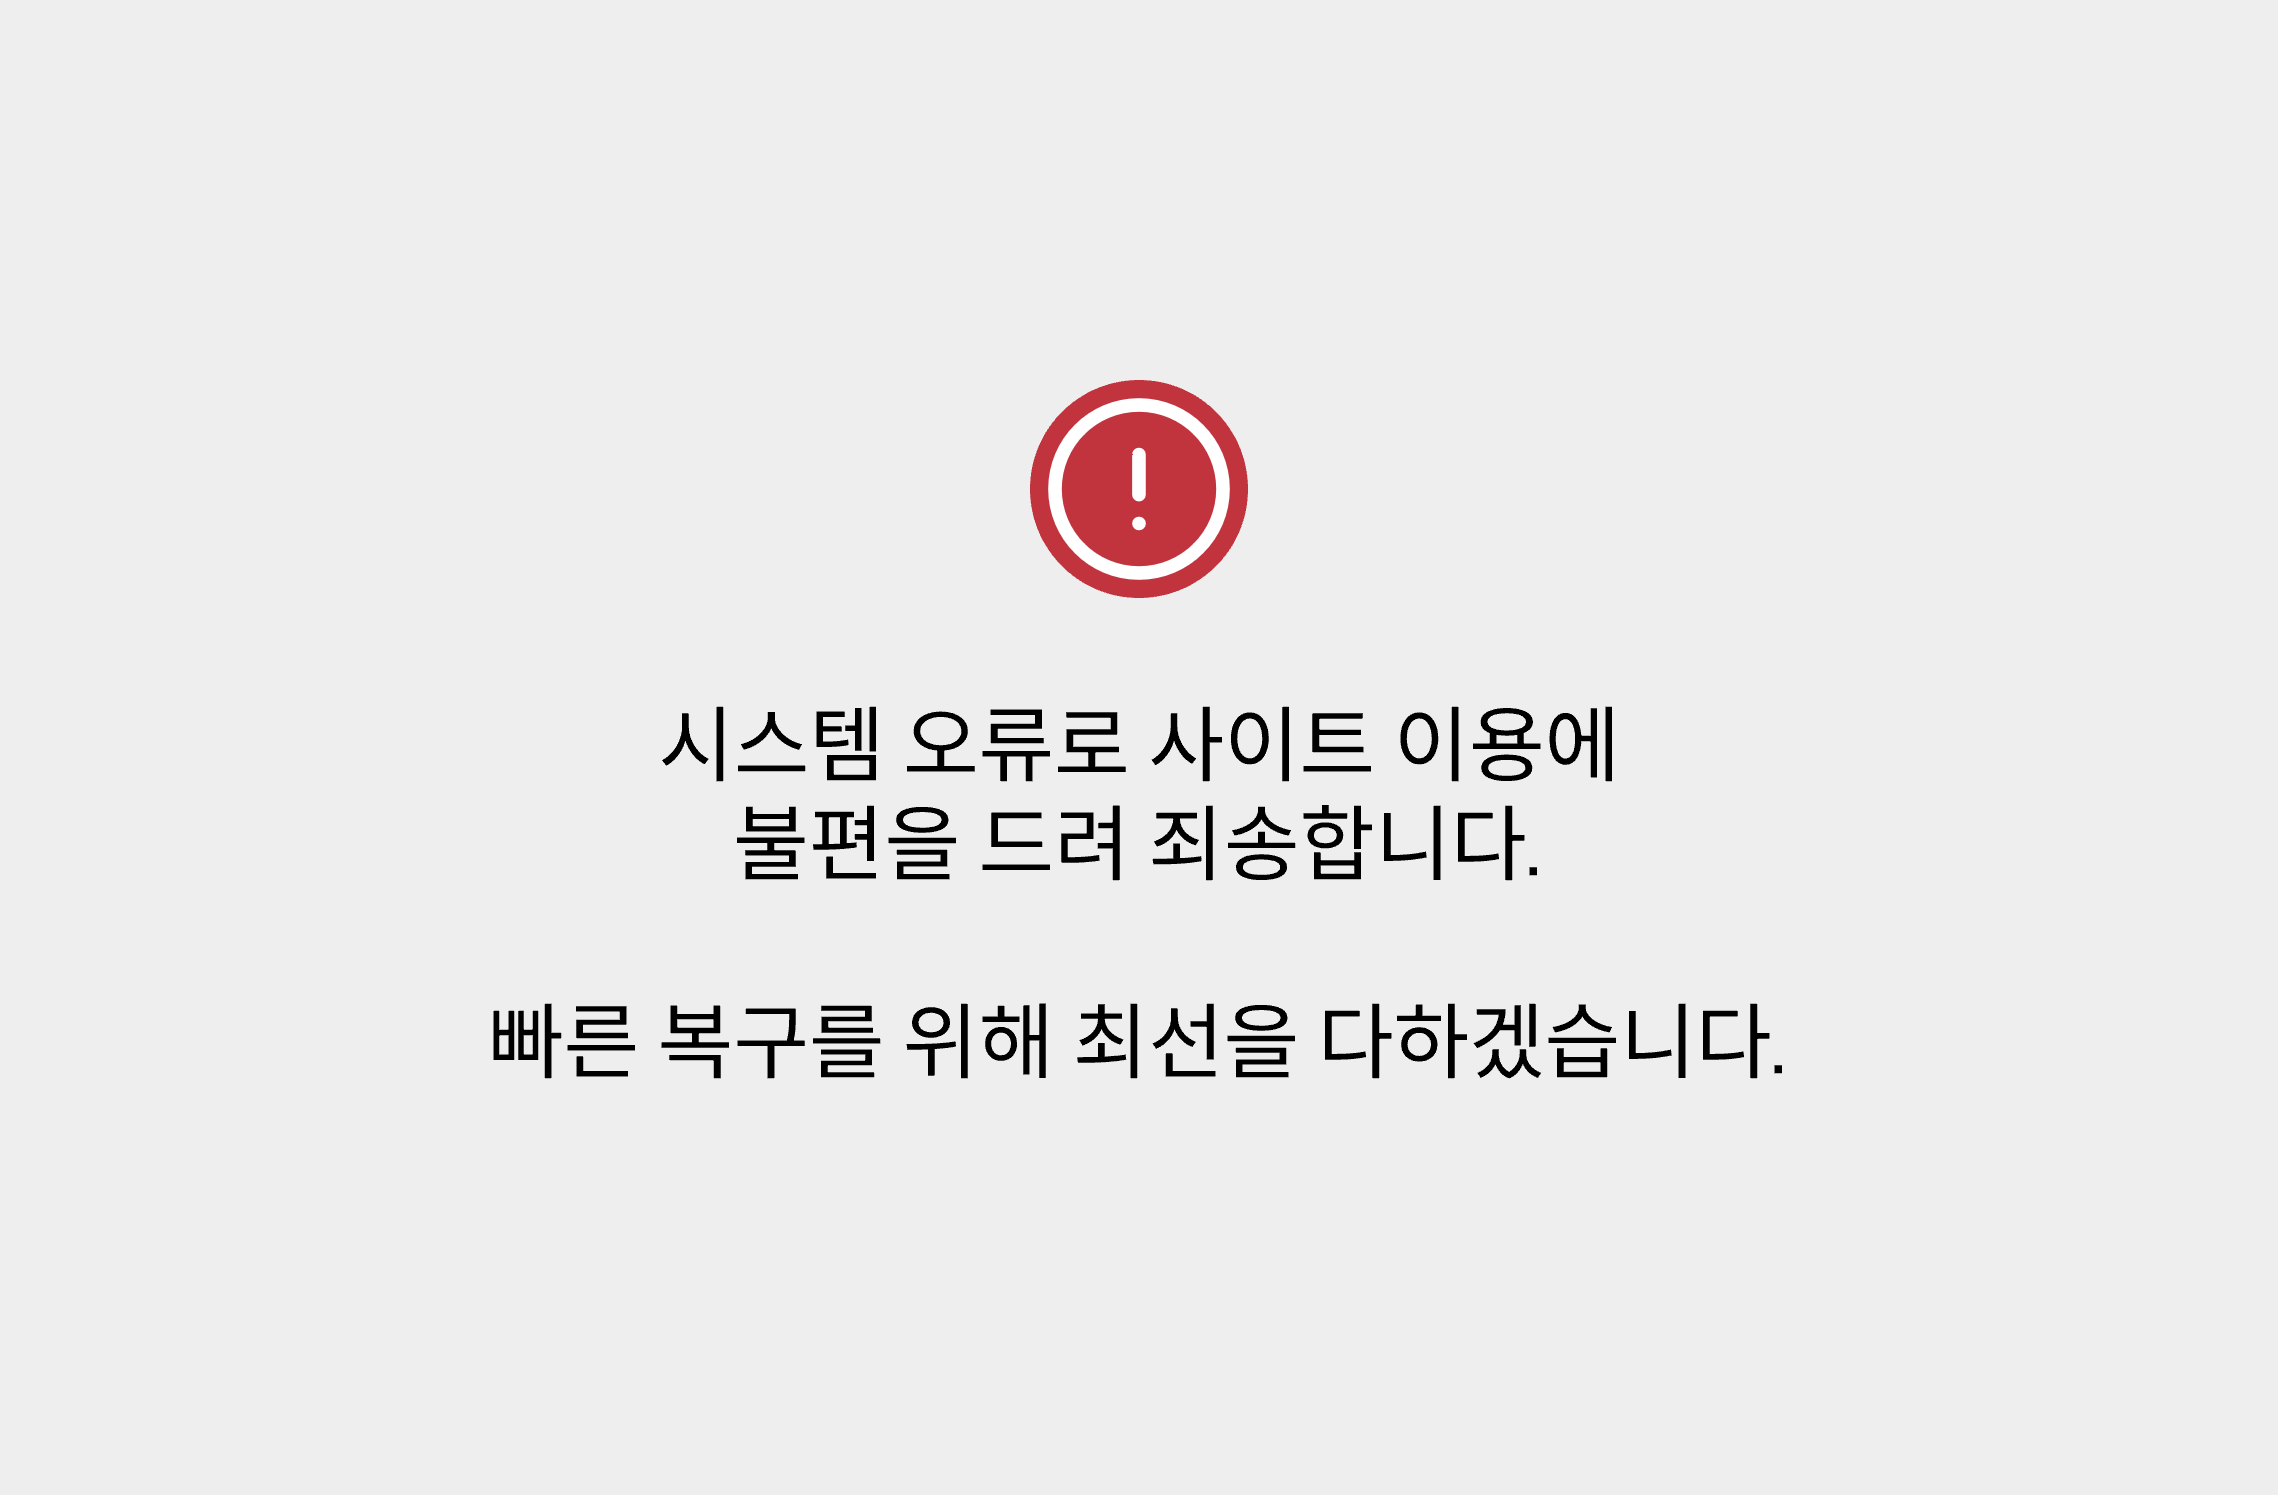 시스템 오류로 사이트 이용에
불편을 드려 죄송합니다.
빠른 복구를 위해 최선을 다하겠습니다.